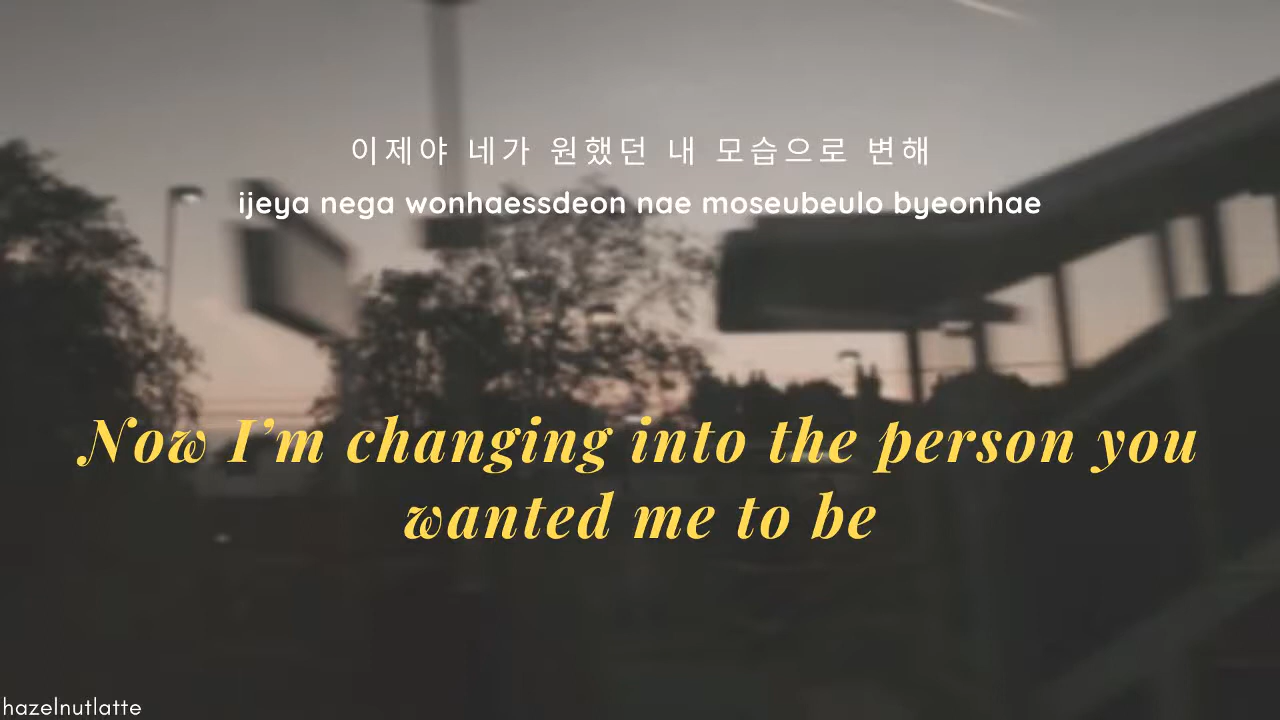 이제야 네가 원했던 내 모습으로 변해
ijeya nega wonhaessdeon nae moseubeulo byeonhae
Now I’m changing into the person you
wanted me to be
hazelnutlatte